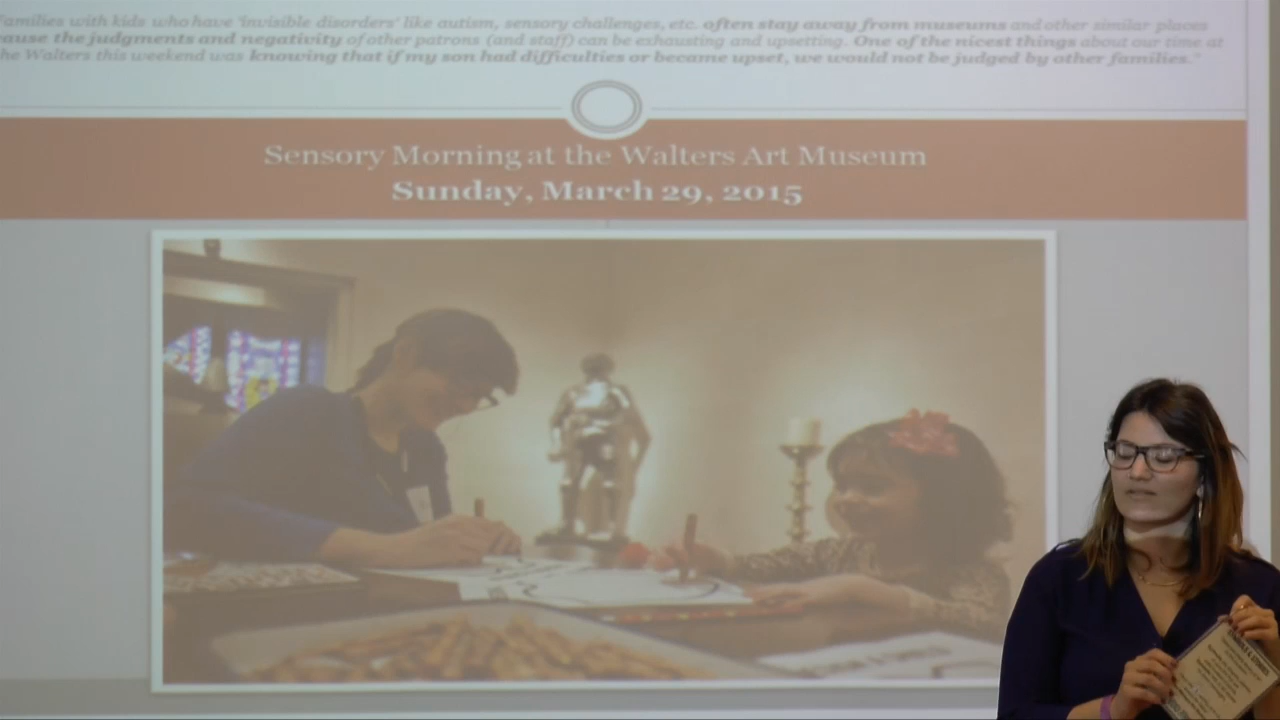 Families with kids who have 'invisible disorders' like autism, sensory challenges, etc. often stay away from museums and other similar places
cause the judgments and negativity of other patrons (and staff) can be exhausting and upsetting. One of the nicest things about our time at
he Walters this weekend was knowing that if my son had difficulties or became upset, we would not be judged by other families."
Sensory Morning at the Walters Art Museum
Sunday, March 29, 2015